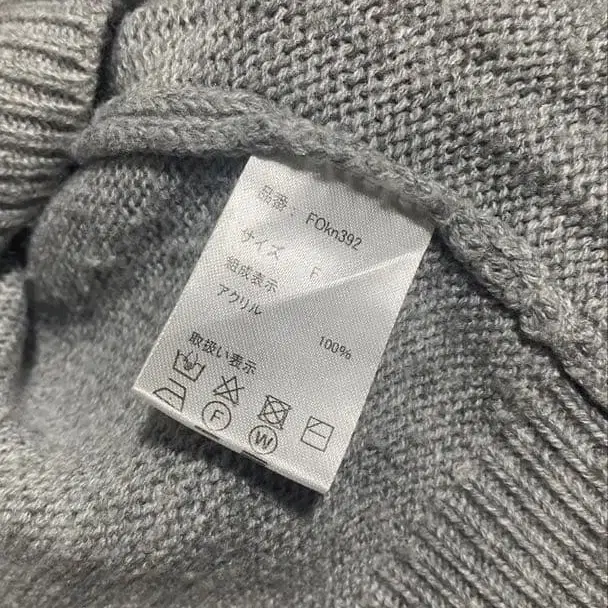 品番: FOkn392
サイズ F
組成表示
アクリル 100%
取扱い表示
F W